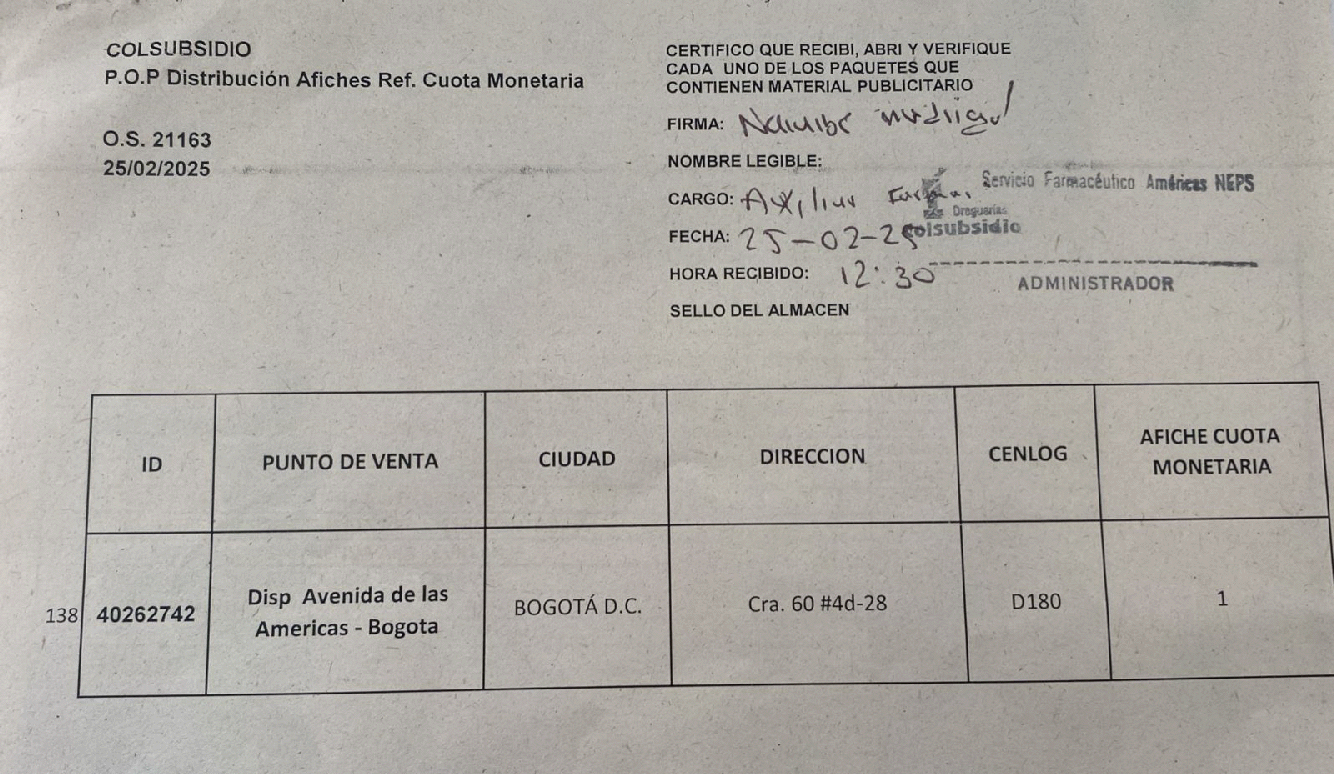 COLSUBSIDIO
P.O.P Distribución Afiches Ref. Cuota Monetaria
O.S. 21163
25/02/2025
CERTIFICO QUE RECIBI, ABRI Y VERIFIQUE
CADA UNO DE LOS PAQUETES QUE
CONTIENEN MATERIAL PUBLICITARIO
FIRMA:
NOMBRE LEGIBLE:
CARGO:
Servicio Farmacéutico Américas NEPS
Droguerías
colsubsidio
FECHA: 25-02-25
HORA RECIBIDO: 12:30
ADMINISTRADOR
SELLO DEL ALMACEN
ID PUNTO DE VENTA CIUDAD DIRECCION CENLOG AFICHE CUOTA MONETARIA
138 40262742 Disp Avenida de las Americas - Bogota BOGOTÁ D.C. Cra. 60 #4d-28 D180 1